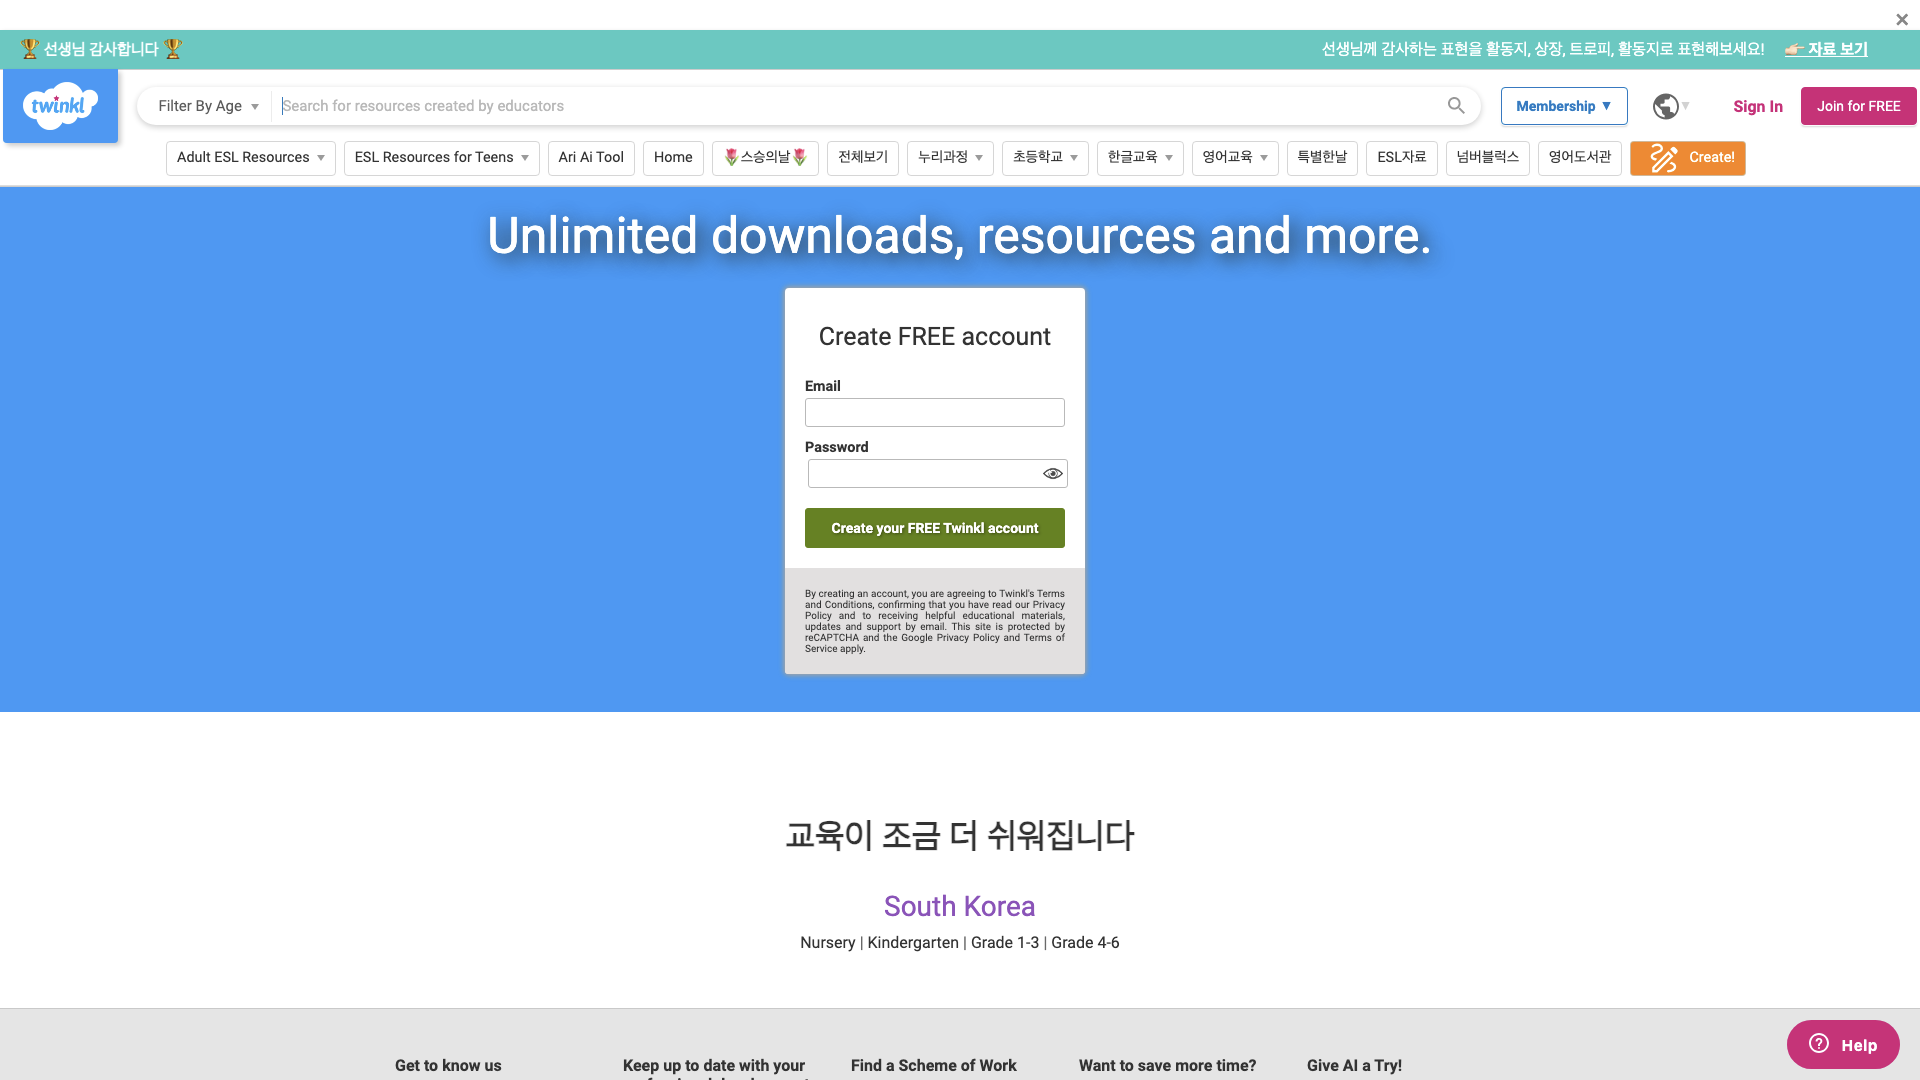 🏆 선생님 감사합니다 🏆
선생님께 감사하는 표현을 활동지, 상장, 트로피, 활동지로 표현해보세요! 👉🏻 자료 보기
twinkl
Filter By Age
Search for resources created by educators
Membership ▼
Sign In
Join for FREE
Adult ESL Resources
ESL Resources for Teens
Ari Ai Tool
Home
🌷스승의날🌷
전체보기
누리과정
초등학교
한글교육
영어교육
특별한날
ESL자료
넘버블럭스
영어도서관
Create!
Unlimited downloads, resources and more.
Create FREE account
Email
Password
Create your FREE Twinkl account
By creating an account, you are agreeing to Twinkl's Terms
and Conditions, confirming that you have read our Privacy
Policy and to receiving helpful educational materials,
updates and support by email. This site is protected by
reCAPTCHA and the Google Privacy Policy and Terms of
Service apply.
교육이 조금 더 쉬워집니다
South Korea
Nursery | Kindergarten | Grade 1-3 | Grade 4-6
Get to know us
Keep up to date with your
Find a Scheme of Work
Want to save more time?
Give AI a Try!
Help